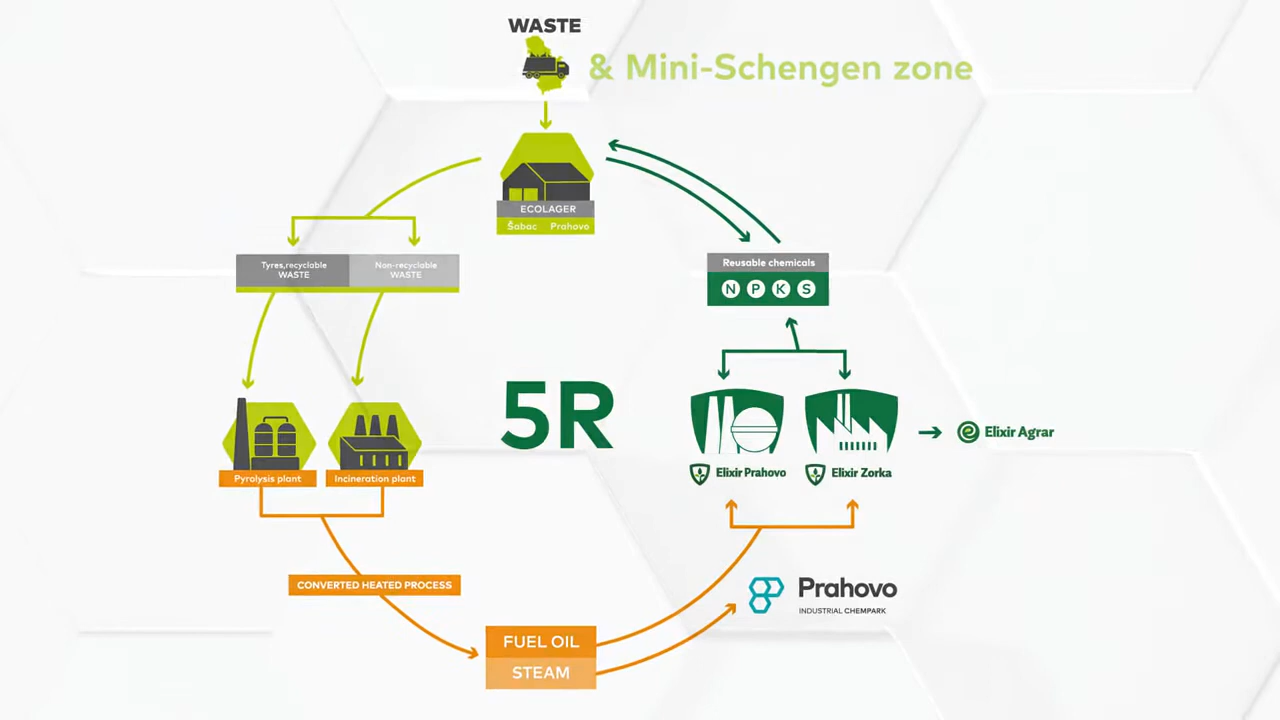 WASTE
& Mini-Schengen zone
ECOLAGER
Šabac Prahovo
Tyres,recyclable
WASTE
Non-recyclable
WASTE
Reusable chemicals
N P K S
5R
Elixir Prahovo
Elixir Zorka
Elixir Agrar
Pyrolysis plant
Incineration plant
CONVERTED HEATED PROCESS
Prahovo
INDUSTRIAL CHEMPARK
FUEL OIL
STEAM